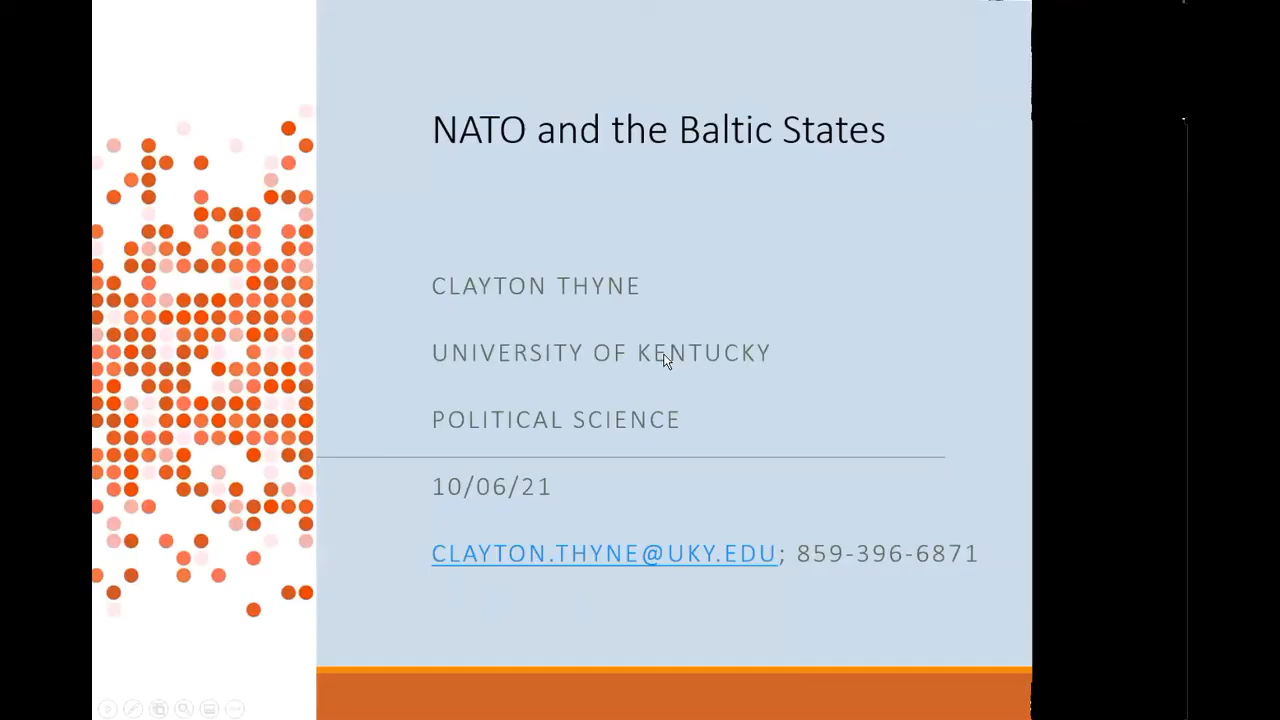 NATO and the Baltic States
CLAYTON THYNE
UNIVERSITY OF KENTUCKY
POLITICAL SCIENCE
10/06/21
CLAYTON.THYNE@UKY.EDU; 859-396-6871